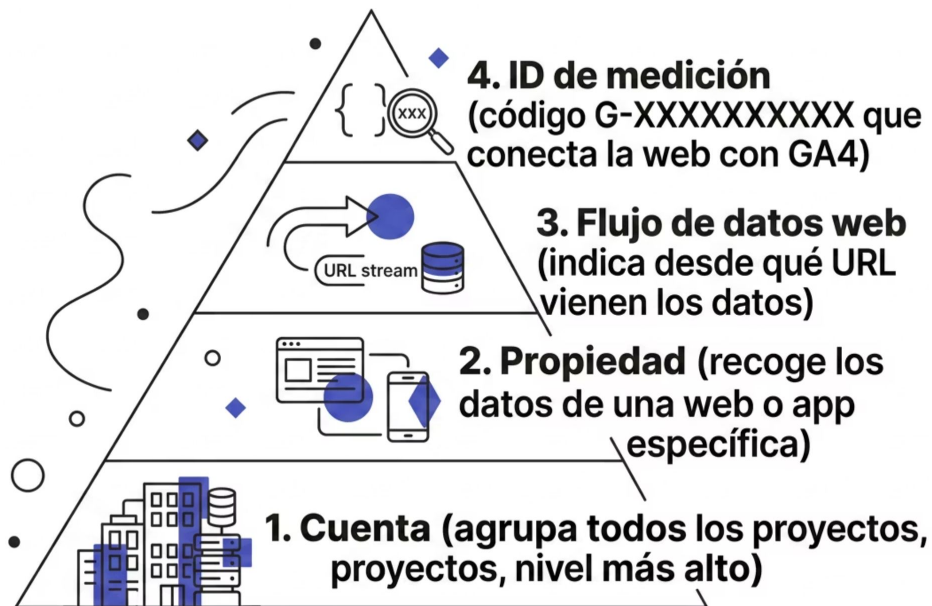 4. ID de medición
(código G-XXXXXXXXXX que
conecta la web con GA4)
{ } xxx
3. Flujo de datos web
(indica desde qué URL
vienen los datos)
URL stream
2. Propiedad (recoge los
datos de una web o app
específica)
1. Cuenta (agrupa todos los proyectos,
proyectos, nivel más alto)